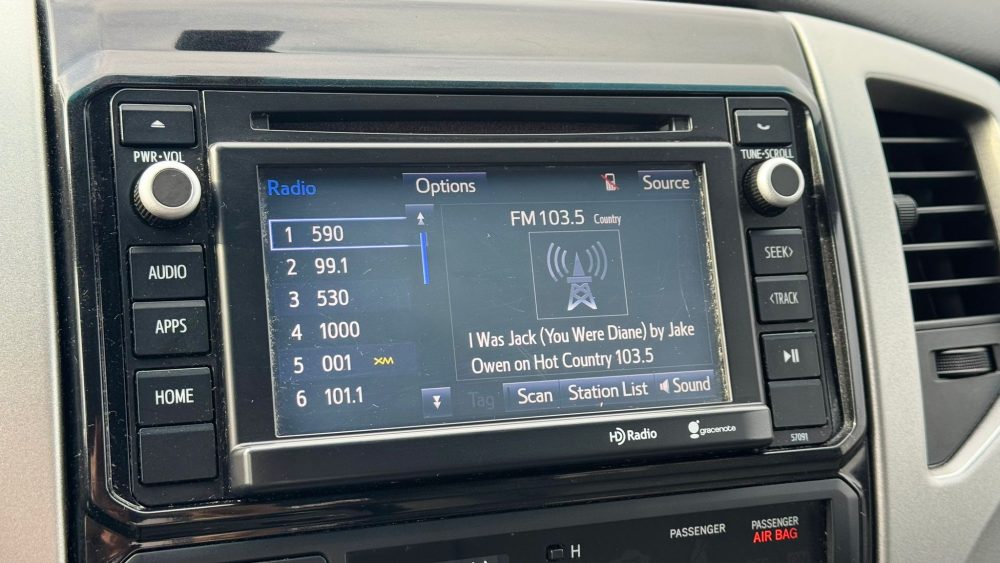 PWR·VOL
AUDIO
APPS
HOME
Radio
Options
Source
1 590
2 99.1
3 530
4 1000
5 001 XM
6 101.1
FM 103.5 Country
I Was Jack (You Were Diane) by Jake
Owen on Hot Country 103.5
Tag
Scan
Station List
Sound
HD Radio
gracenote
TUNE·SCROLL
SEEK>
<TRACK
57091
H
PASSENGER
PASSENGER
AIR BAG